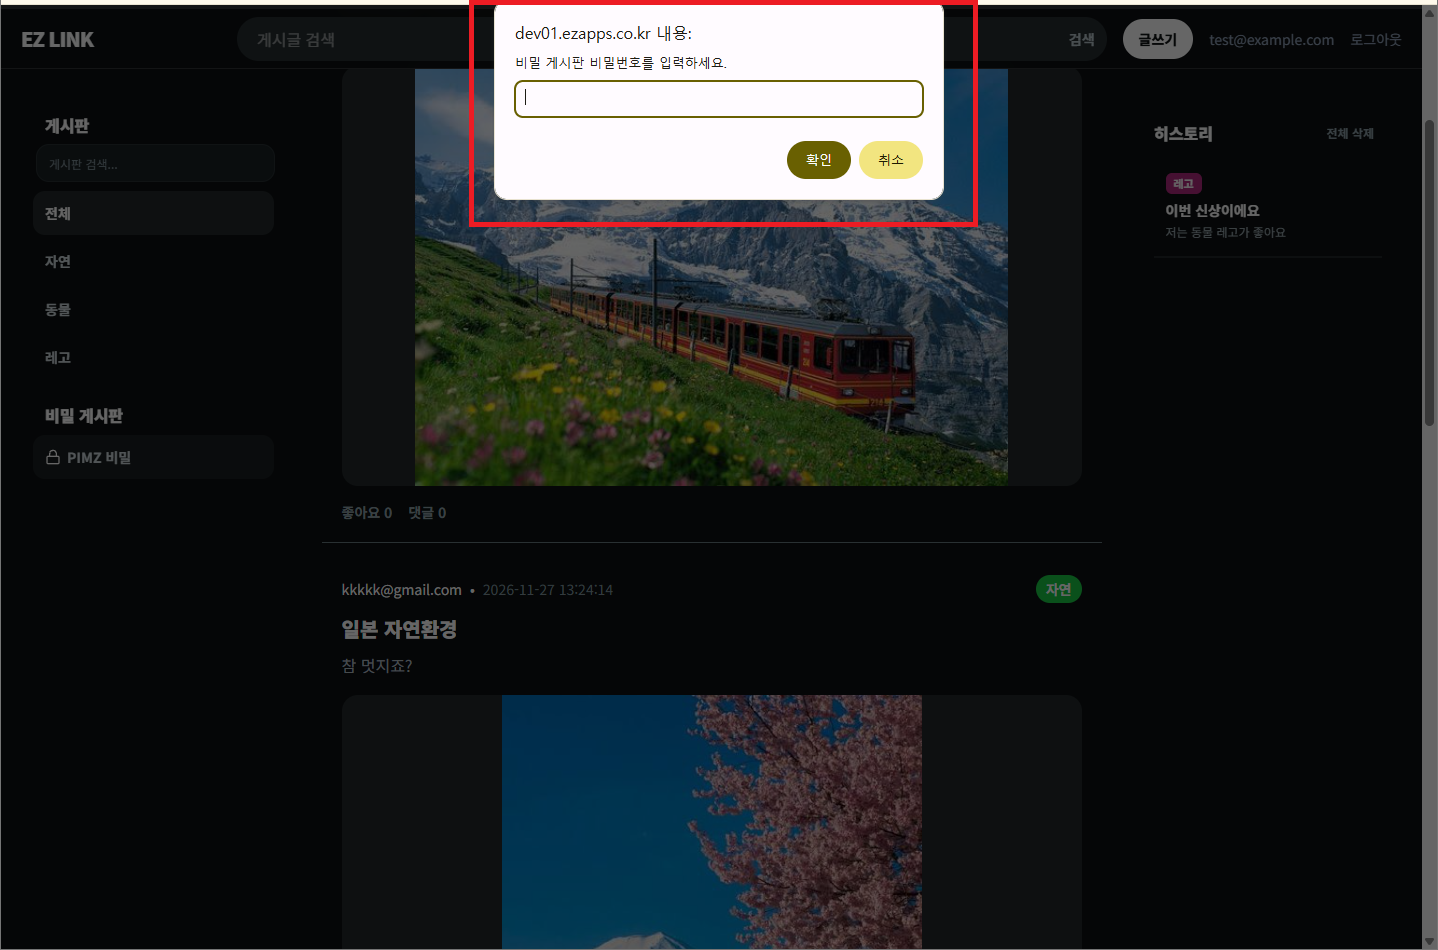 dev01.ezapps.co.kr 내용:
비밀 게시판 비밀번호를 입력하세요.
확인
취소
EZ LINK
게시글 검색
검색
글쓰기
test@example.com
로그아웃
게시판
게시판 검색...
전체
자연
동물
레고
비밀 게시판
PIMZ 비밀
좋아요 0 댓글 0
kkkkk@gmail.com • 2026-11-27 13:24:14
자연
일본 자연환경
참 멋지죠?
히스토리
전체 삭제
레고
이번 신상이에요
저는 동물 레고가 좋아요